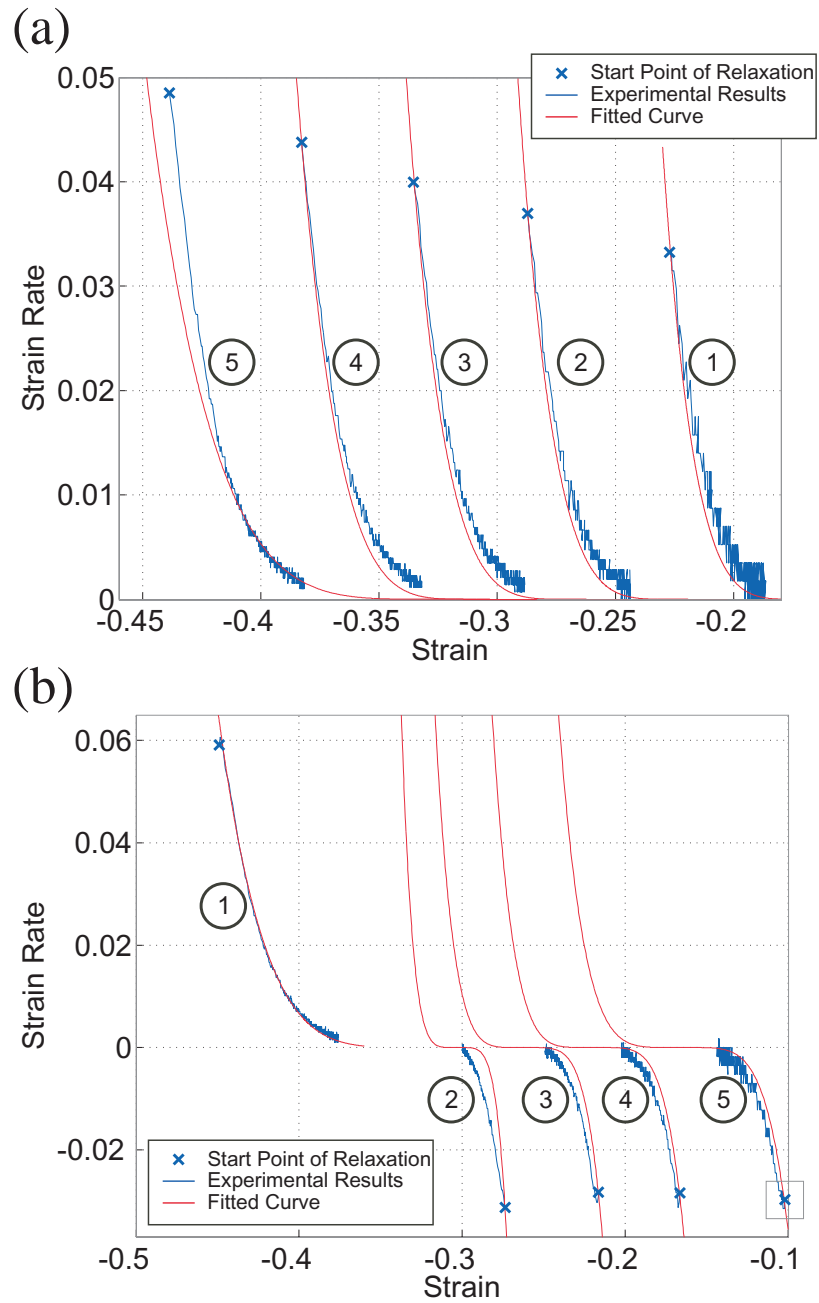 (a)
Start Point of Relaxation
Experimental Results
Fitted Curve
0.05
0.04
0.03
0.02
0.01
0
Strain Rate
5
4
3
2
1
-0.45
-0.4
-0.35
-0.3
-0.25
-0.2
Strain
(b)
0.06
0.04
0.02
0
-0.02
Strain Rate
1
2
3
4
5
Start Point of Relaxation
Experimental Results
Fitted Curve
-0.5
-0.4
-0.3
-0.2
-0.1
Strain